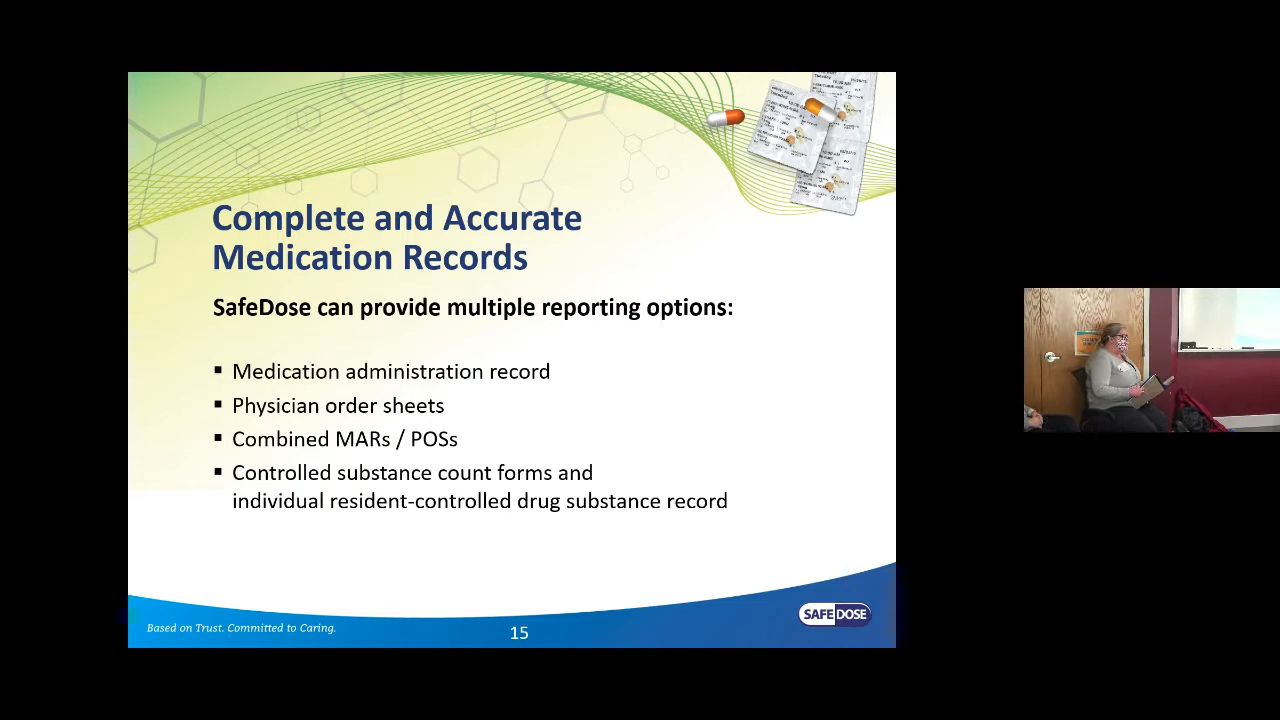 Complete and Accurate
Medication Records
SafeDose can provide multiple reporting options:
▪ Medication administration record
▪ Physician order sheets
▪ Combined MARs / POSs
▪ Controlled substance count forms and
individual resident-controlled drug substance record
Based on Trust. Committed to Caring.
15
SAFEDOSE